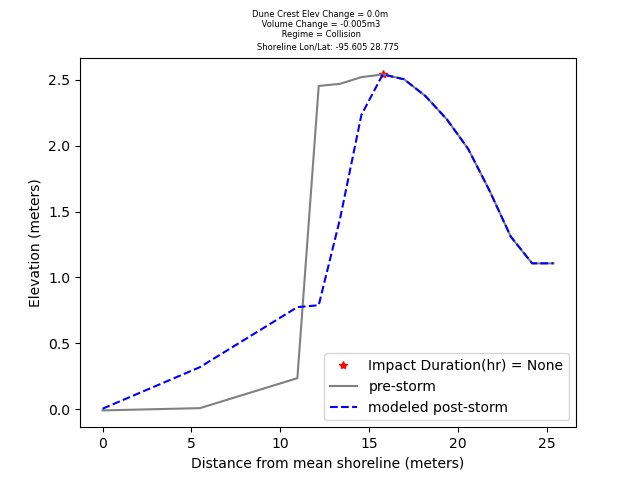 Dune Crest Elev Change = 0.0m
Volume Change = -0.005m3
Regime = Collision
Shoreline Lon/Lat: -95.605 28.775
Elevation (meters)
2.5
2.0
1.5
1.0
0.5
0.0
Impact Duration(hr) = None
pre-storm
modeled post-storm
0 5 10 15 20 25
Distance from mean shoreline (meters)